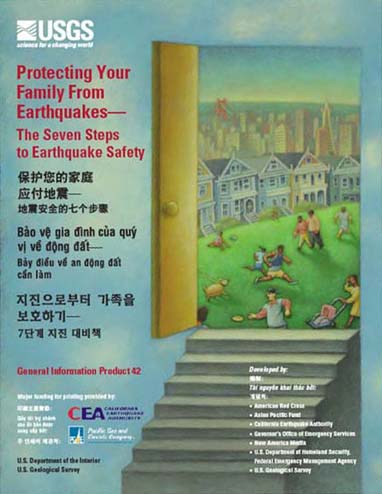 USGS
science for a changing world
Protecting Your
Family From
Earthquakes—
The Seven Steps
to Earthquake Safety
保护您的家庭
应付地震—
地震安全的七个步骤
Bảo vệ gia đình của quý
vị về động đất—
Bảy điều về an động đất
cần làm
지진으로부터 가족을
보호하기—
7단계 지진 대비책
General Information Product 42
Major funding for printing provided by:
CEA CALIFORNIA
EARTHQUAKE
AUTHORITY
Pacific Gas and
Electric Company
U.S. Department of the Interior
U.S. Geological Survey
Developed by:
Tài nguyên khai thác bởi:
• American Red Cross
• Asian Pacific Fund
• California Earthquake Authority
• Governor's Office of Emergency Services
• New America Media
• U.S. Department of Homeland Security,
Federal Emergency Management Agency
• U.S. Geological Survey